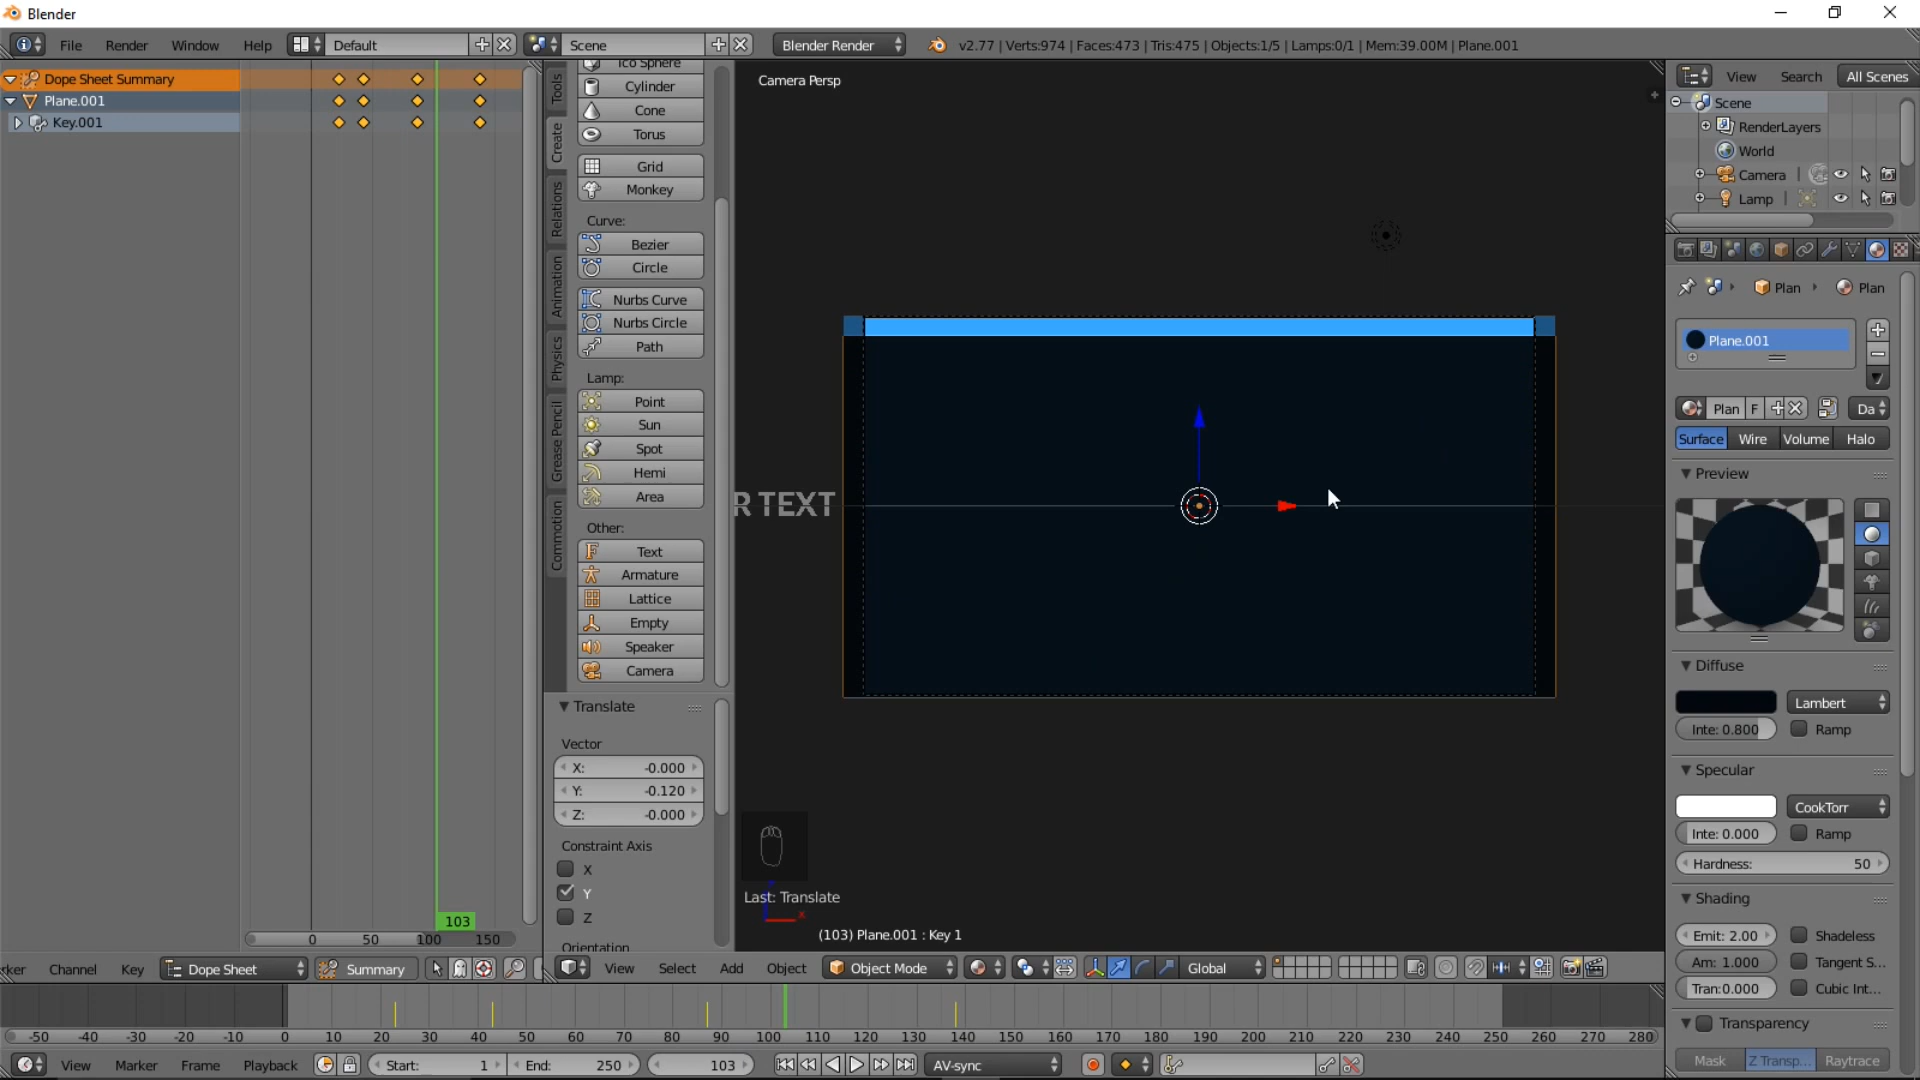 Blender
File Render Window Help Default Scene Blender Render v2.77 | Verts:974 | Faces:473 | Tris:475 | Objects:1/5 | Lamps:0/1 | Mem:39.00M | Plane.001
Dope Sheet Summary
Plane.001
Key.001
0 50 100 150
103
Tools
Create
Relations
Animation
Physics
Grease Pencil
Commotion
Ico Sphere
Cylinder
Cone
Torus
Grid
Monkey
Curve:
Bezier
Circle
Nurbs Curve
Nurbs Circle
Path
Lamp:
Point
Sun
Spot
Hemi
Area
Other:
Text
Armature
Lattice
Empty
Speaker
Camera
Translate
Vector
X: -0.000
Y: -0.120
Z: -0.000
Constraint Axis
X
Y
Z
Orientation
Camera Persp
R TEXT
Last: Translate
x
(103) Plane.001 : Key 1
View Search All Scenes
Scene
RenderLayers
World
Camera
Lamp
Plan Plan
Plane.001
Plan F Da
Surface Wire Volume Halo
Preview
Diffuse
Lambert
Inte: 0.800 Ramp
Specular
CookTorr
Inte: 0.000 Ramp
Hardness: 50
Shading
Emit: 2.00 Shadeless
Am: 1.000 Tangent S...
Tran:0.000 Cubic Int...
Transparency
Mask Z Transp... Raytrace
rker Channel Key Dope Sheet Summary View Select Add Object Object Mode Global
-50 -40 -30 -20 -10 0 10 20 30 40 50 60 70 80 90 100 110 120 130 140 150 160 170 180 190 200 210 220 230 240 250 260 270 280
View Marker Frame Playback Start: 1 End: 250 103 AV-sync